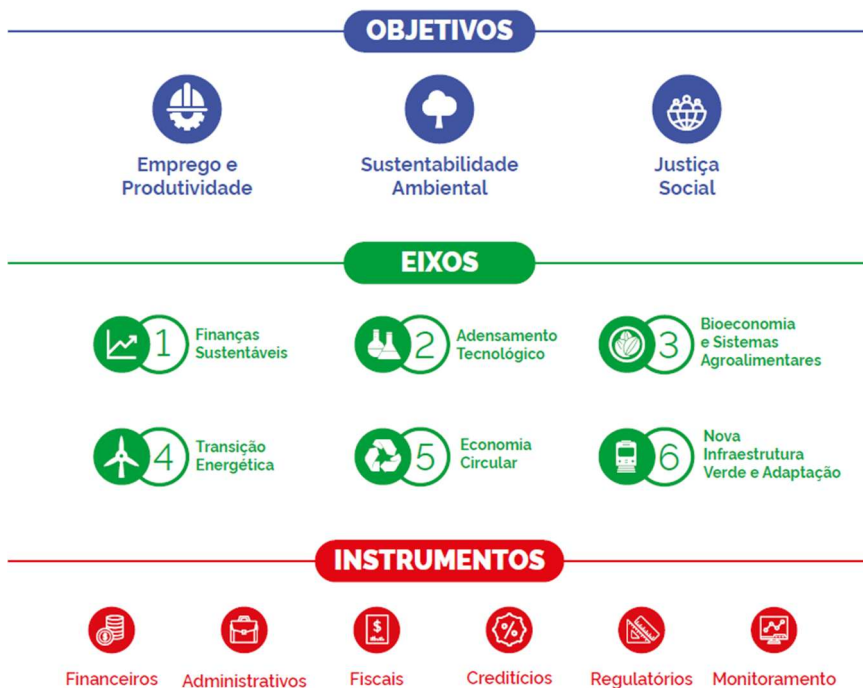 OBJETIVOS
Emprego e
Produtividade
Sustentabilidade
Ambiental
Justiça
Social
EIXOS
1
Finanças
Sustentáveis
2
Adensamento
Tecnológico
3
Bioeconomia
e Sistemas
Agroalimentares
4
Transição
Energética
5
Economia
Circular
6
Nova
Infraestrutura
Verde e Adaptação
INSTRUMENTOS
$
%
Financeiros
Administrativos
Fiscais
Creditícios
Regulatórios
Monitoramento